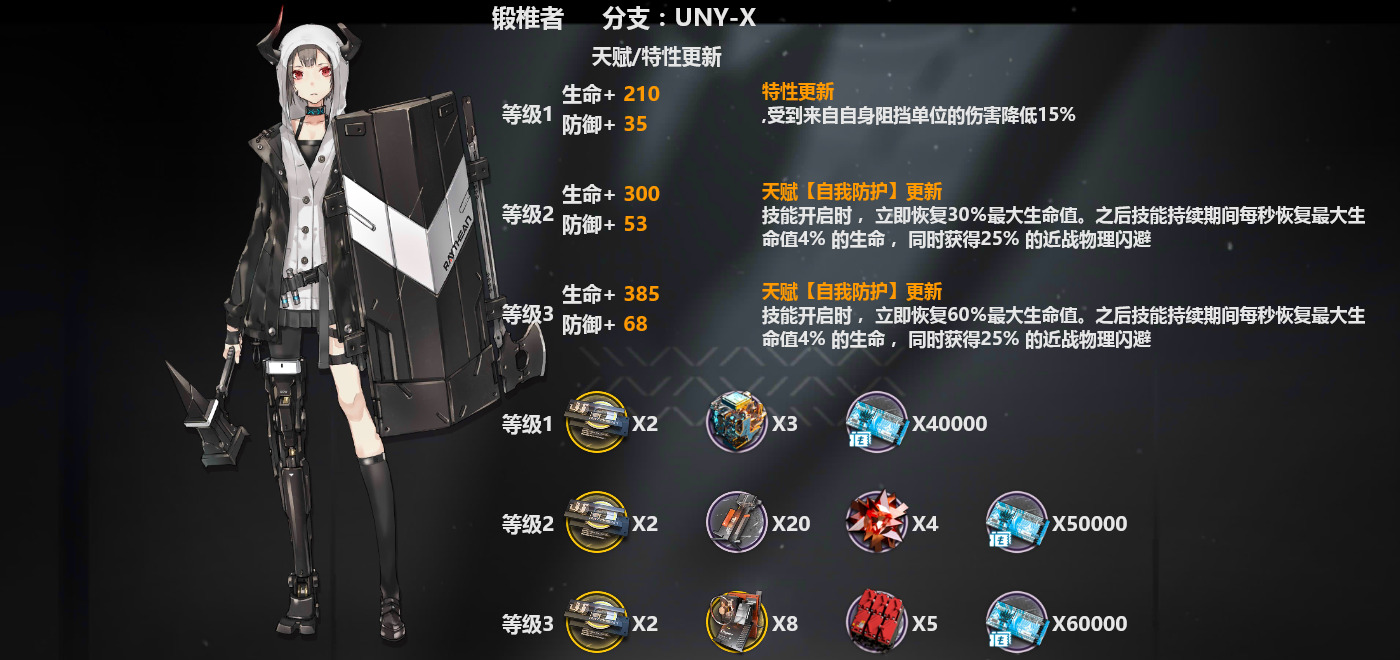 锻椎者 分支：UNY-X
天赋/特性更新
等级1
生命+ 210
防御+ 35
特性更新
,受到来自自身阻挡单位的伤害降低15%
等级2
生命+ 300
防御+ 53
天赋【自我防护】更新
技能开启时， 立即恢复30%最大生命值。之后技能持续期间每秒恢复最大生
命值4% 的生命， 同时获得25% 的近战物理闪避
等级3
生命+ 385
防御+ 68
天赋【自我防护】更新
技能开启时， 立即恢复60%最大生命值。之后技能持续期间每秒恢复最大生
命值4% 的生命， 同时获得25% 的近战物理闪避
RAYTHEAN
等级1 X2 X3 X40000
等级2 X2 X20 X4 X50000
等级3 X2 X8 X5 X60000